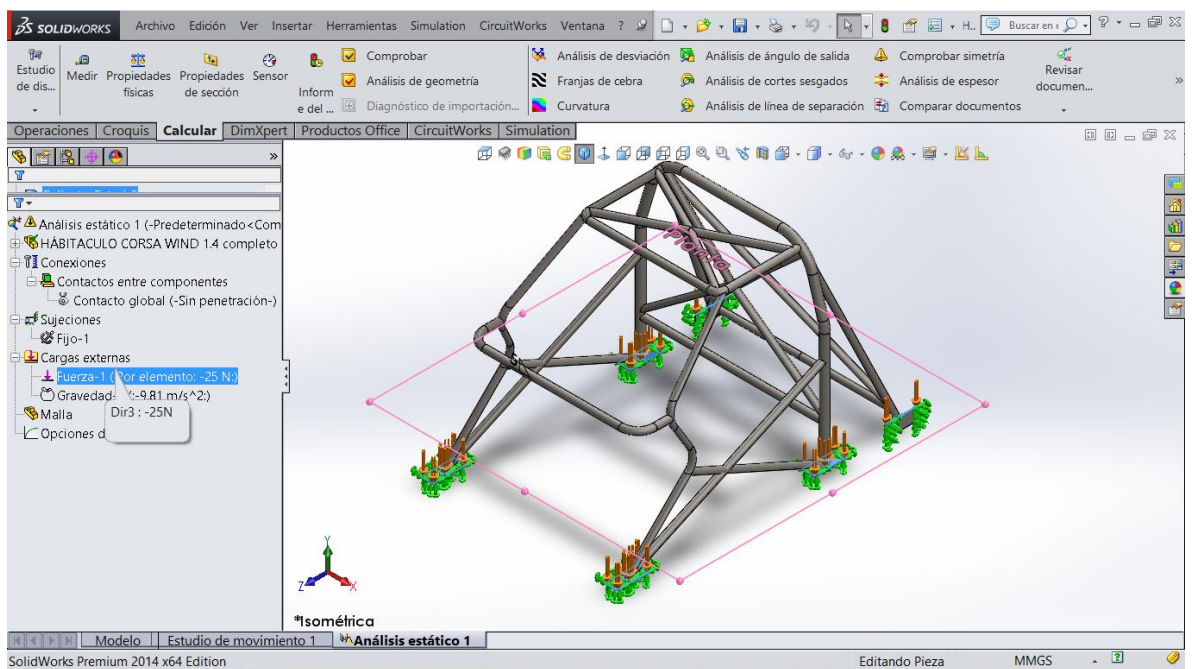 SOLIDWORKS Archivo Edición Ver Insertar Herramientas Simulation CircuitWorks Ventana ? H... Buscar en ?
Estudio de dis...
Medir
Propiedades físicas
Propiedades de sección
Sensor
Inform e del ...
Comprobar
Análisis de geometría
Diagnóstico de importación...
Análisis de desviación
Franjas de cebra
Curvatura
Análisis de ángulo de salida
Análisis de cortes sesgados
Análisis de línea de separación
Comprobar simetría
Análisis de espesor
Comparar documentos
Revisar documen...
Operaciones Croquis Calcular DimXpert Productos Office CircuitWorks Simulation
Análisis estático 1 (-Predeterminado<Com
HÁBITACULO CORSA WIND 1.4 completo
Conexiones
Contactos entre componentes
Contacto global (-Sin penetración-)
Sujeciones
Fijo-1
Cargas externas
Fuerza-1 (Por elemento: -25 N:)
Gravedad- :-9.81 m/s^2:)
Malla
Dir3 : -25N
Opciones d
Planta
Y
Z
X
*Isométrica
Modelo Estudio de movimiento 1 Análisis estático 1
SolidWorks Premium 2014 x64 Edition Editando Pieza MMGS